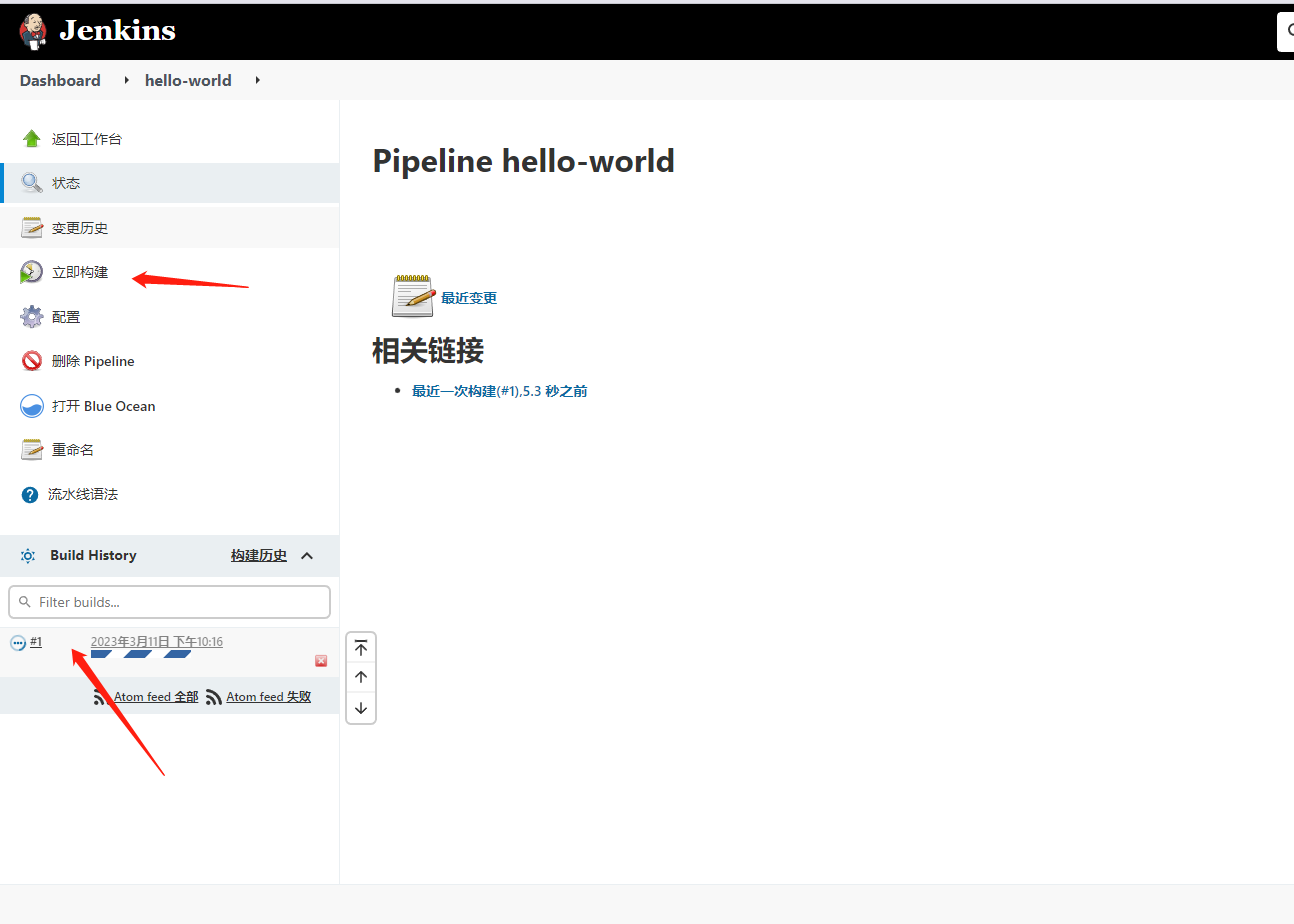 Jenkins
Dashboard hello-world
返回工作台
状态
变更历史
立即构建
配置
删除 Pipeline
打开 Blue Ocean
重命名
流水线语法
Build History 构建历史
Filter builds...
#1 2023年3月11日 下午10:16
Atom feed 全部 Atom feed 失败
Pipeline hello-world
最近变更
相关链接
最近一次构建(#1),5.3 秒之前